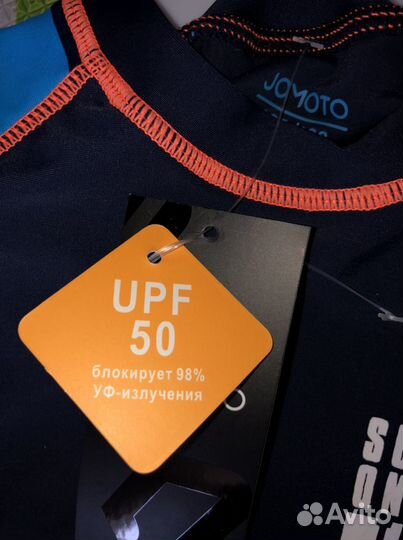 JOMOTO
UPF
50
блокирует 98%
УФ-излучения
Avito